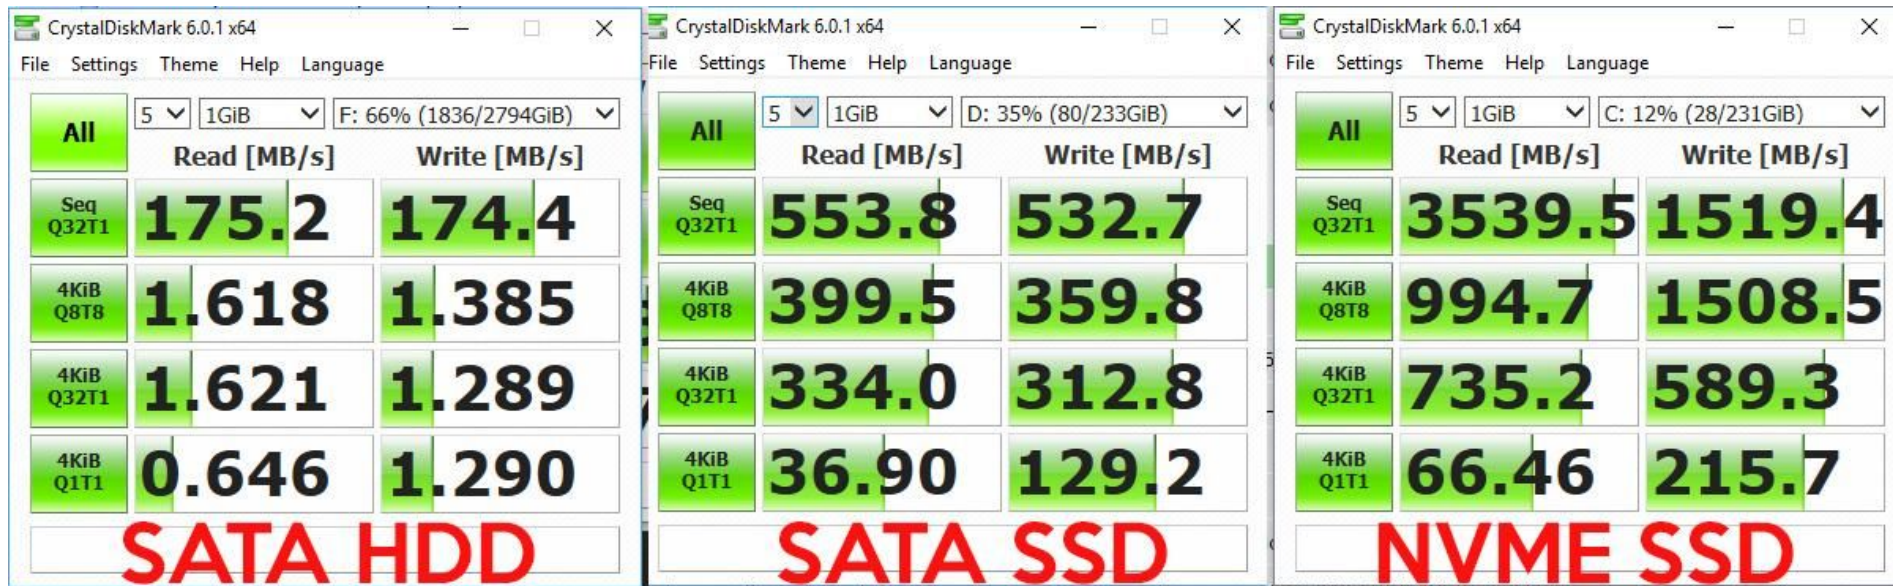 CrystalDiskMark 6.0.1 x64
File Settings Theme Help Language
All 5 1GiB F: 66% (1836/2794GiB)
Read [MB/s] Write [MB/s]
Seq
Q32T1 175.2 174.4
4KiB
Q8T8 1.618 1.385
4KiB
Q32T1 1.621 1.289
4KiB
Q1T1 0.646 1.290
SATA HDD
CrystalDiskMark 6.0.1 x64
File Settings Theme Help Language
All 5 1GiB D: 35% (80/233GiB)
Read [MB/s] Write [MB/s]
Seq
Q32T1 553.8 532.7
4KiB
Q8T8 399.5 359.8
4KiB
Q32T1 334.0 312.8
4KiB
Q1T1 36.90 129.2
SATA SSD
CrystalDiskMark 6.0.1 x64
File Settings Theme Help Language
All 5 1GiB C: 12% (28/231GiB)
Read [MB/s] Write [MB/s]
Seq
Q32T1 3539.5 1519.4
4KiB
Q8T8 994.7 1508.5
4KiB
Q32T1 735.2 589.3
4KiB
Q1T1 66.46 215.7
NVME SSD